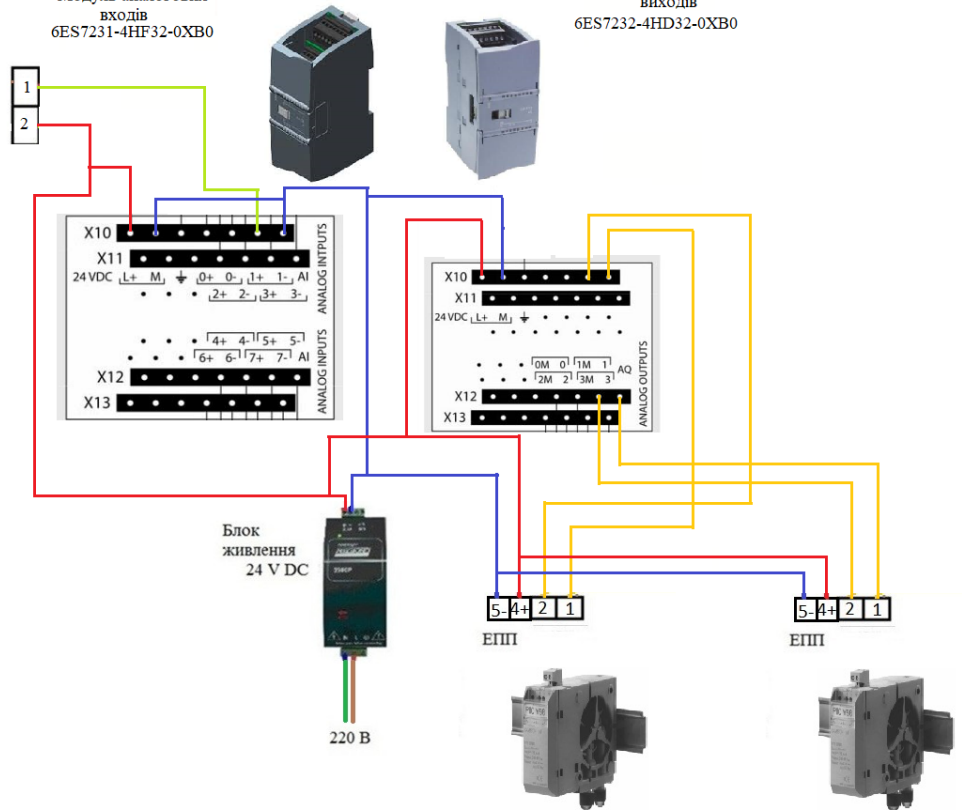 входів
6ES7231-4HF32-0XB0
виходів
6ES7232-4HD32-0XB0
1
2
X10
X11
24 VDC L+ M 0+ 0- 1+ 1- AI
2+ 2- 3+ 3-
4+ 4- 5+ 5-
6+ 6- 7+ 7- AI
X12
X13
ANALOG INTPUTS
ANALOG INPUTS
X10
X11
24 VDC L+ M
0M 0 1M 1 AQ
2M 2 3M 3
X12
X13
ANALOG OUTPUTS
Блок
живлення
24 V DC
220 В
5- 4+ 2 1
ЕПП
5- 4+ 2 1
ЕПП